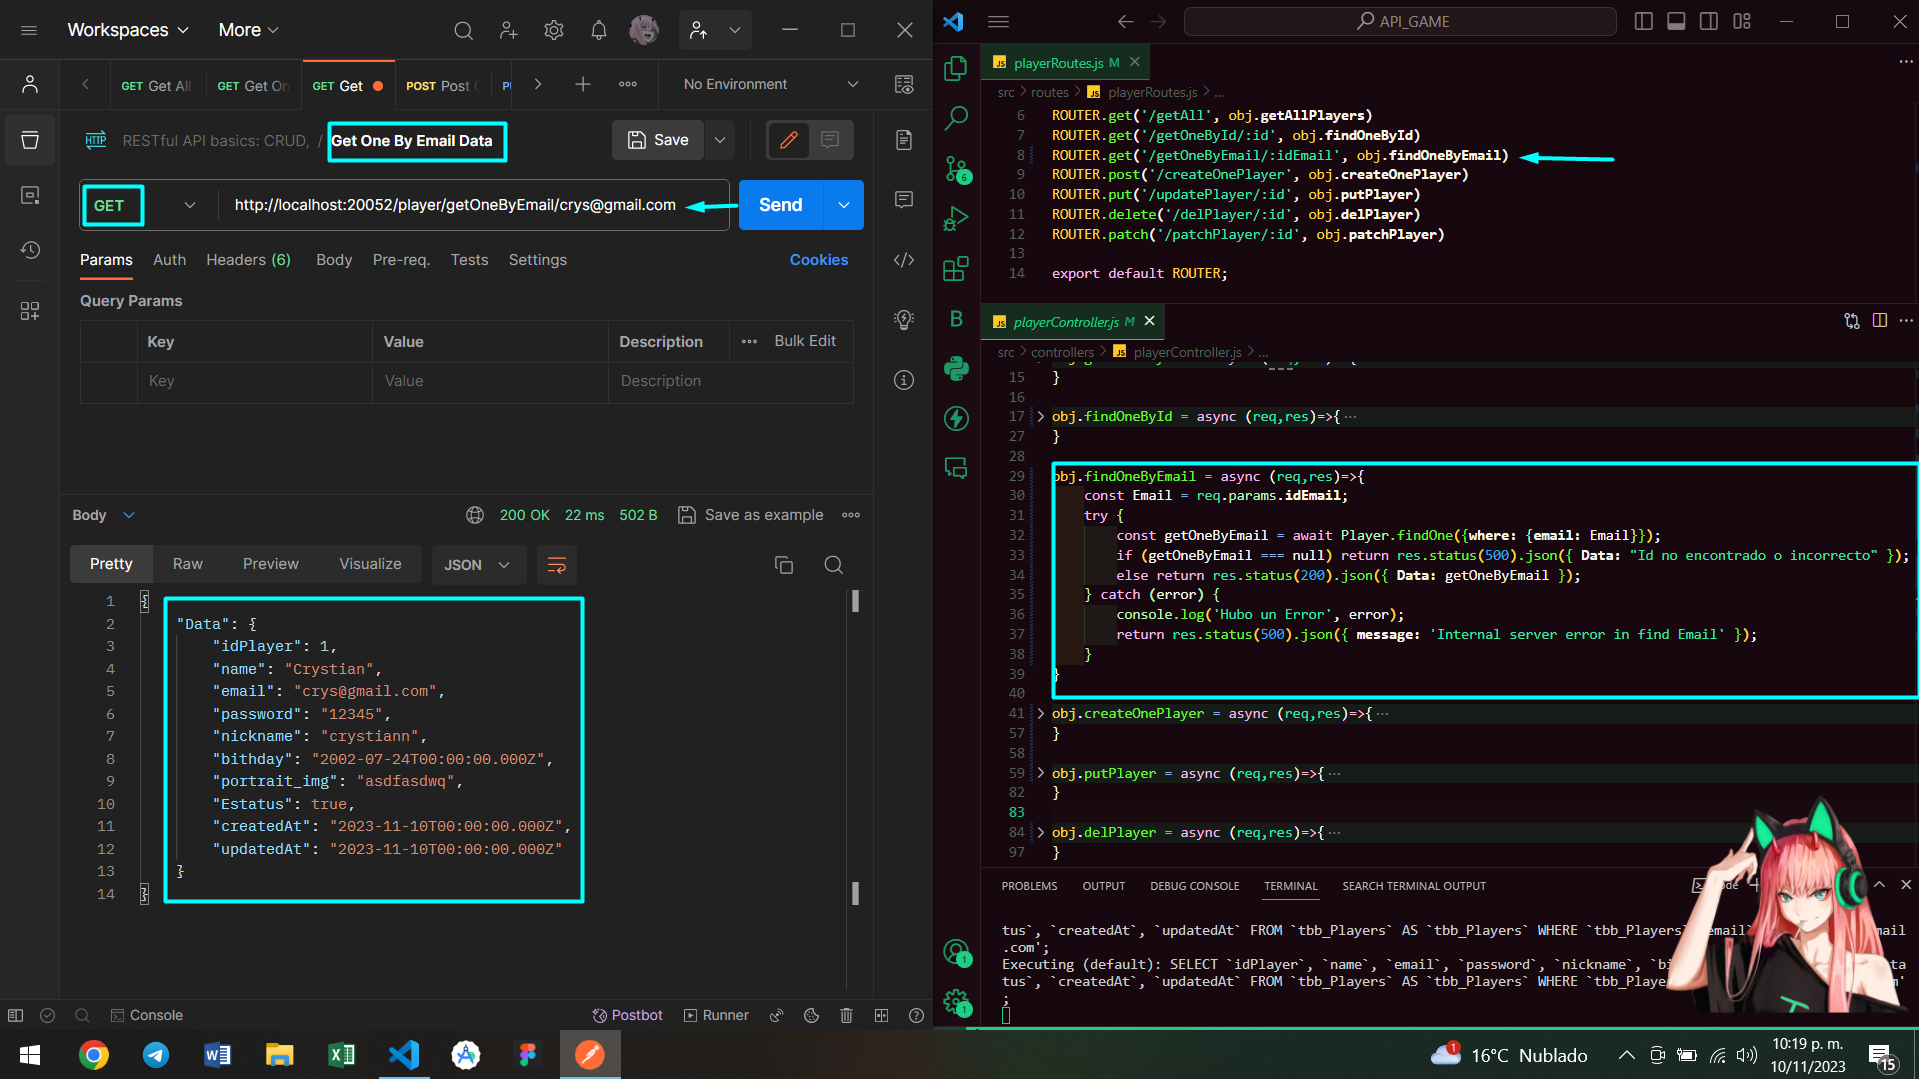 Workspaces
More
GET Get All
GET Get On
GET Get
POST Post
No Environment
RESTful API basics: CRUD, / Get One By Email Data
Save
GET
http://localhost:20052/player/getOneByEmail/crys@gmail.com
Send
Params Auth Headers (6) Body Pre-req. Tests Settings
Cookies
Query Params
Key Value Description Bulk Edit
Key Value Description
Body
200 OK 22 ms 502 B Save as example
Pretty Raw Preview Visualize JSON
1 {
2 "Data": {
3 "idPlayer": 1,
4 "name": "Crystian",
5 "email": "crys@gmail.com",
6 "password": "12345",
7 "nickname": "crystiann",
8 "bithday": "2002-07-24T00:00:00.000Z",
9 "portrait_img": "asdfasdwq",
10 "Estatus": true,
11 "createdAt": "2023-11-10T00:00:00.000Z",
12 "updatedAt": "2023-11-10T00:00:00.000Z"
13 }
14 }
Console
Postbot
Runner
API_GAME
playerRoutes.js M
src > routes > JS playerRoutes.js > ...
6 ROUTER.get('/getAll', obj.getAllPlayers)
7 ROUTER.get('/getOneById/:id', obj.findOneById)
8 ROUTER.get('/getOneByEmail/:idEmail', obj.findOneByEmail)
9 ROUTER.post('/createOnePlayer', obj.createOnePlayer)
10 ROUTER.put('/updatePlayer/:id', obj.putPlayer)
11 ROUTER.delete('/delPlayer/:id', obj.delPlayer)
12 ROUTER.patch('/patchPlayer/:id', obj.patchPlayer)
13
14 export default ROUTER;
playerController.js M
src > controllers > JS playerController.js > ...
15 }
16
17 obj.findOneById = async (req,res)=>{ ...
27 }
28
29 obj.findOneByEmail = async (req,res)=>{
30 const Email = req.params.idEmail;
31 try {
32 const getOneByEmail = await Player.findOne({where: {email: Email}});
33 if (getOneByEmail === null) return res.status(500).json({ Data: "Id no encontrado o incorrecto" });
34 else return res.status(200).json({ Data: getOneByEmail });
35 } catch (error) {
36 console.log('Hubo un Error', error);
37 return res.status(500).json({ message: 'Internal server error in find Email' });
38 }
39 }
40
41 obj.createOnePlayer = async (req,res)=>{ ...
57 }
58
59 obj.putPlayer = async (req,res)=>{ ...
82 }
83
84 obj.delPlayer = async (req,res)=>{ ...
97 }
PROBLEMS OUTPUT DEBUG CONSOLE TERMINAL SEARCH TERMINAL OUTPUT
tus`, `createdAt`, `updatedAt` FROM `tbb_Players` AS `tbb_Players` WHERE
.com';
Executing (default): SELECT `idPlayer`, `name`, `email`, `password`, `nickname`,
tus`, `createdAt`, `updatedAt` FROM `tbb_Players` AS `tbb_Players` WHERE
;
16°C Nublado
10:19 p. m.
10/11/2023
15